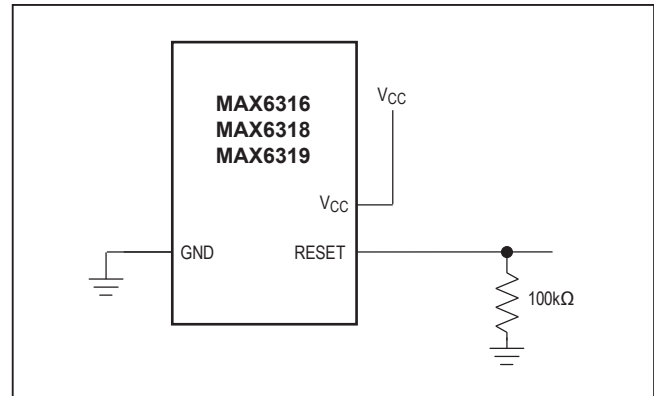 MAX6316
MAX6318
MAX6319
VCC
VCC
GND RESET
100kΩ